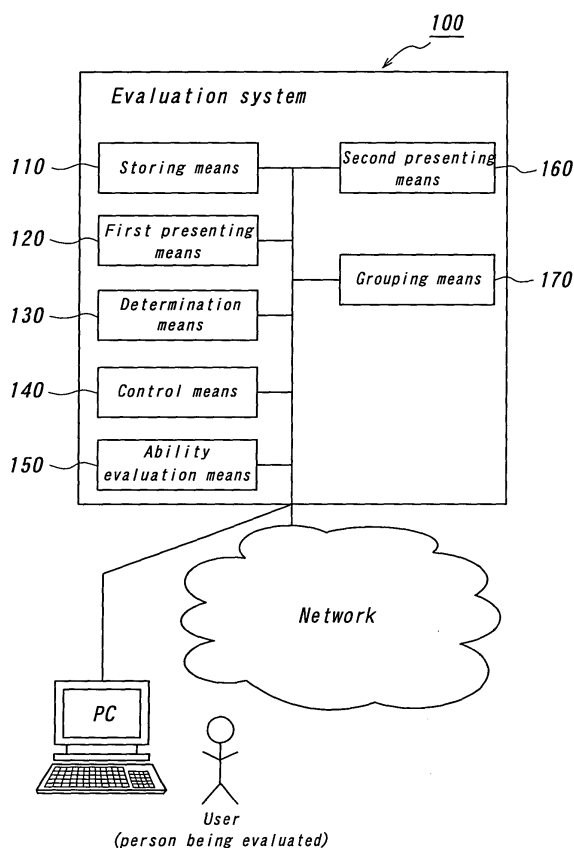 100
Evaluation system
110
Storing means
Second presenting
means
160
120
First presenting
means
Grouping means
170
130
Determination
means
140
Control means
150
Ability
evaluation means
Network
PC
User
(person being evaluated)